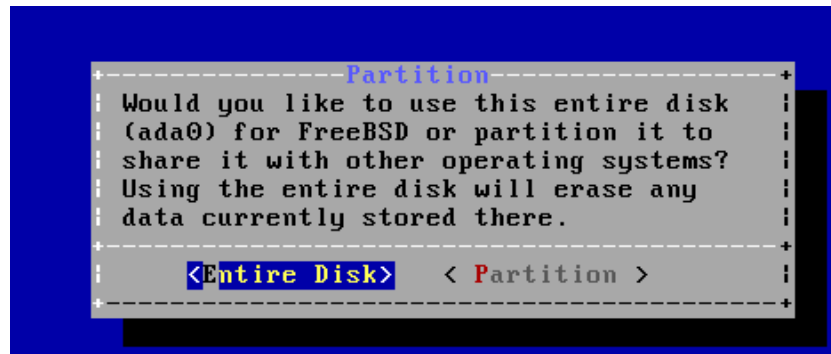 Partition
Would you like to use this entire disk
(ada0) for FreeBSD or partition it to
share it with other operating systems?
Using the entire disk will erase any
data currently stored there.
<Entire Disk> < Partition >